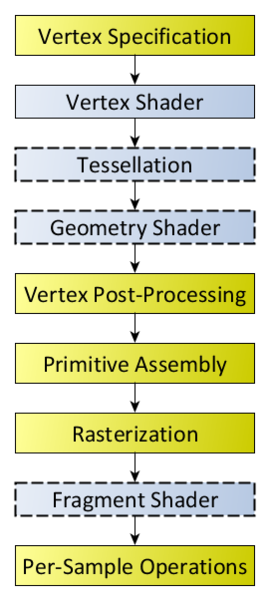 Vertex Specification
Vertex Shader
Tessellation
Geometry Shader
Vertex Post-Processing
Primitive Assembly
Rasterization
Fragment Shader
Per-Sample Operations